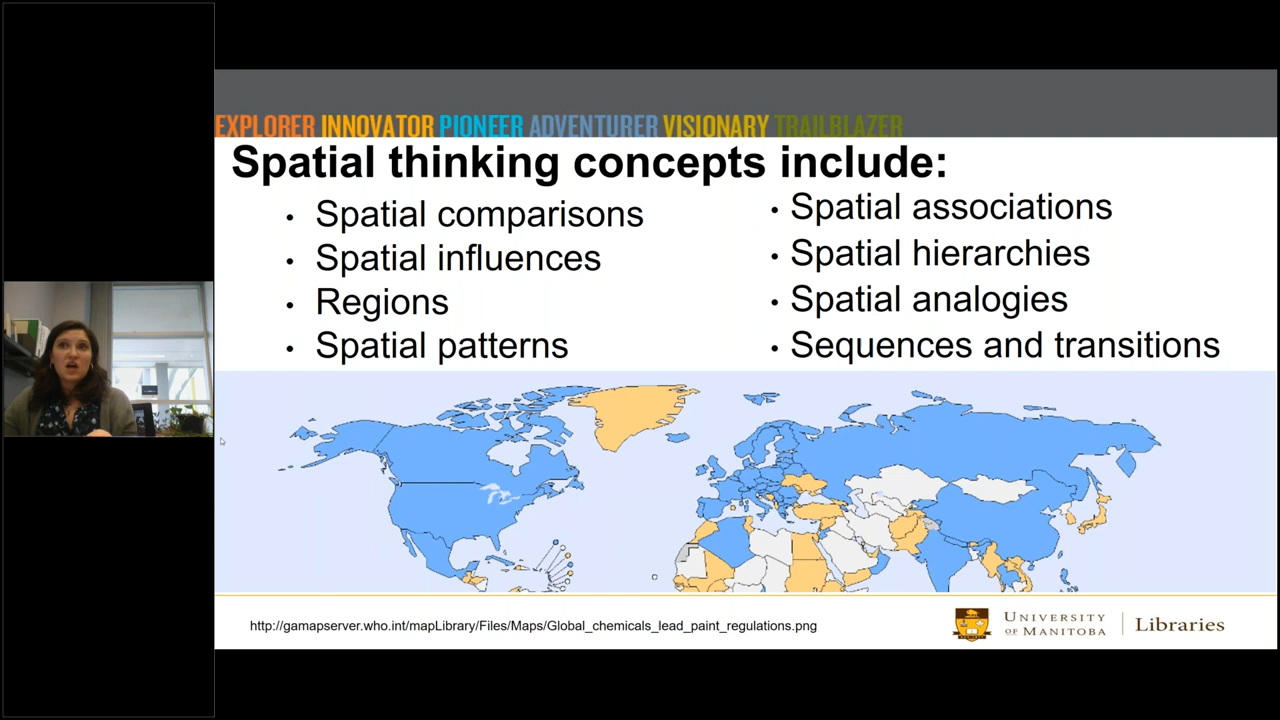 EXPLORER INNOVATOR PIONEER ADVENTURER VISIONARY TRAILBLAZER
Spatial thinking concepts include:
• Spatial comparisons
• Spatial influences
• Regions
• Spatial patterns
• Spatial associations
• Spatial hierarchies
• Spatial analogies
• Sequences and transitions
http://gamapserver.who.int/mapLibrary/Files/Maps/Global_chemicals_lead_paint_regulations.png
UNIVERSITY
OF MANITOBA
Libraries